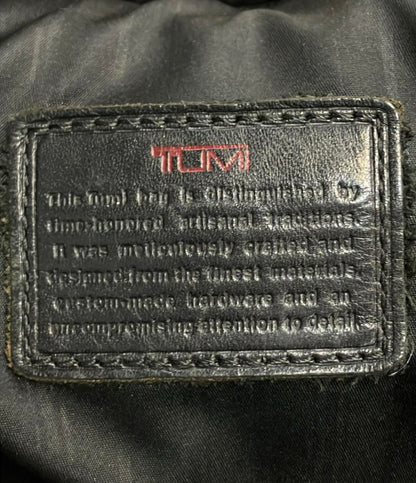 TUMI
This Tumi bag is distinguished by
time-honored, artisanal traditions.
It was meticulously crafted and
designed from the finest materials,
custom-made hardware and an
uncompromising attention to detail.